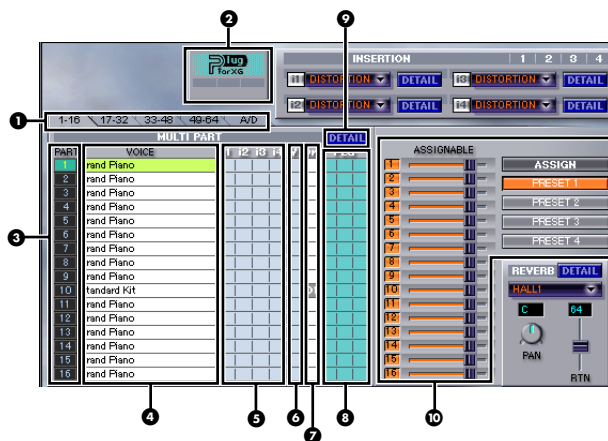 2
9
Plug
for XG
INSERTION 1 2 3 4
i1 DISTORTION DETAIL i3 DISTORTION DETAIL
i2 DISTORTION DETAIL i4 DISTORTION DETAIL
1
1-16 17-32 33-48 49-64 A/D
MULTI PART DETAIL
PART VOICE i2 i3 i4
ASSIGNABLE
ASSIGN
PRESET 1
PRESET 2
PRESET 3
PRESET 4
1 rand Piano 1
2 rand Piano 2
3 rand Piano 3
4 rand Piano 4
5 rand Piano 5
6 rand Piano 6
7 rand Piano 7
8 rand Piano 8
9 rand Piano 9
10 tandard Kit 10
11 rand Piano 11
12 rand Piano 12
13 rand Piano 13
14 rand Piano 14
15 rand Piano 15
16 rand Piano 16
REVERB DETAIL
HALL1
C 64
PAN
RTN
3
4
5
6
7
8
10